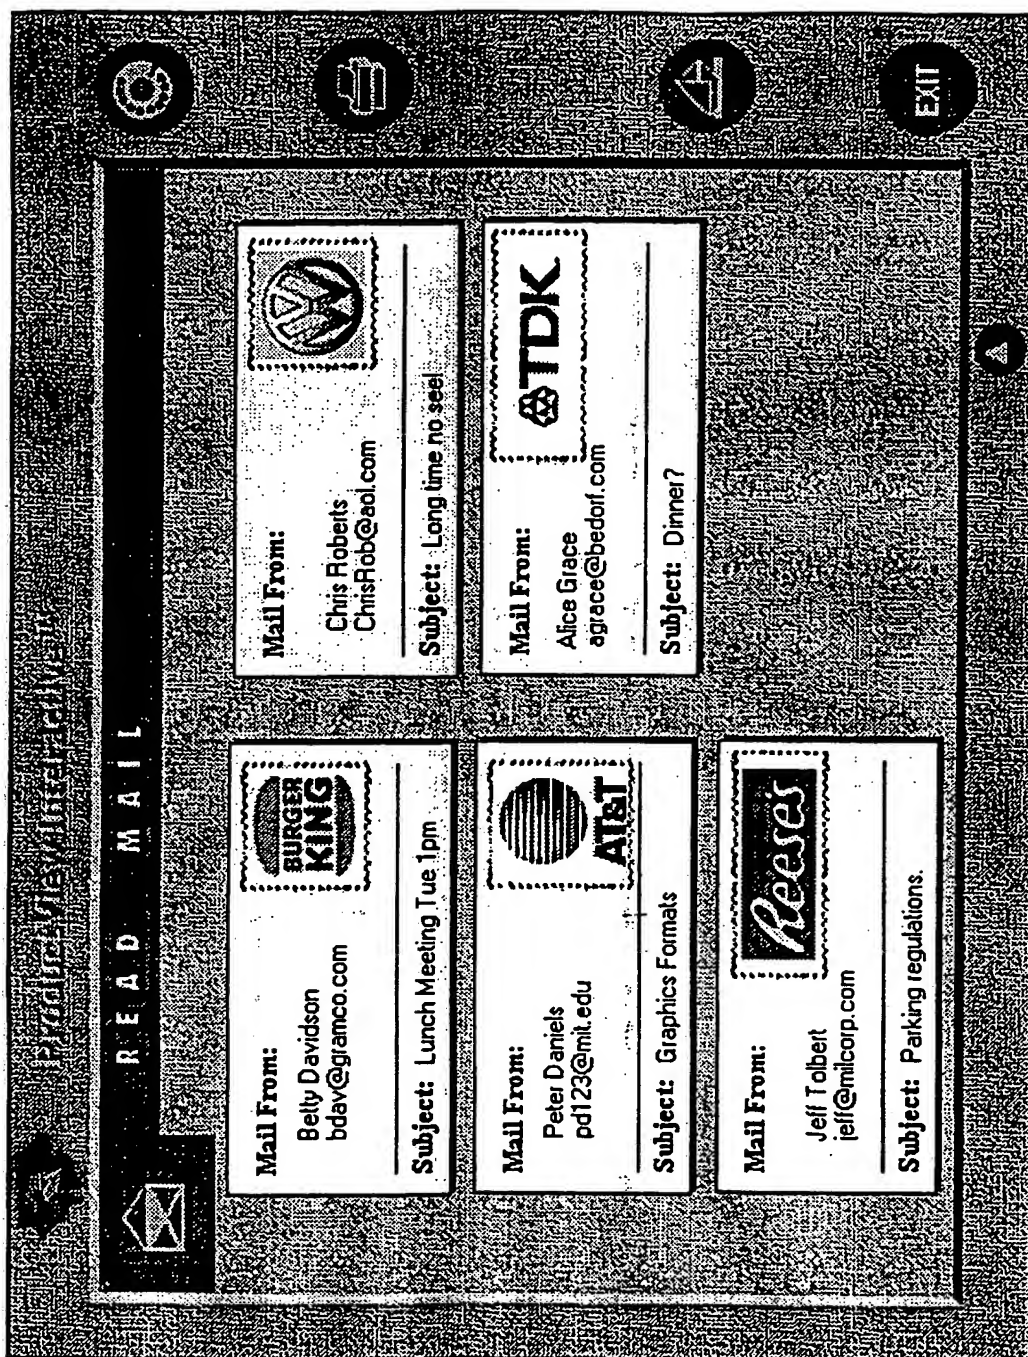 ProductView Interactive
READ MAIL
Mail From:
BURGER
KING
Betty Davidson
bdav@gramco.com
Subject: Lunch Meeting Tue 1pm
Mail From:
Chris Roberts
ChrisRob@aol.com
Subject: Long time no see!
Mail From:
AT&T
Peter Daniels
pd123@mit.edu
Subject: Graphics Formats
Mail From:
TDK
Alice Grace
agrace@bedorf.com
Subject: Dinner?
Mail From:
Reese's
Jeff Tolbert
jeff@milcorp.com
Subject: Parking regulations.
EXIT